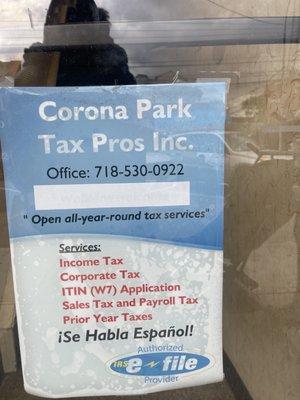 Corona Park
Tax Pros Inc.
Office: 718-530-0922
" Open all-year-round tax services"
Services:
Income Tax
Corporate Tax
ITIN (W7) Application
Sales Tax and Payroll Tax
Prior Year Taxes
¡Se Habla Español!
Authorized
IRS e file
Provider